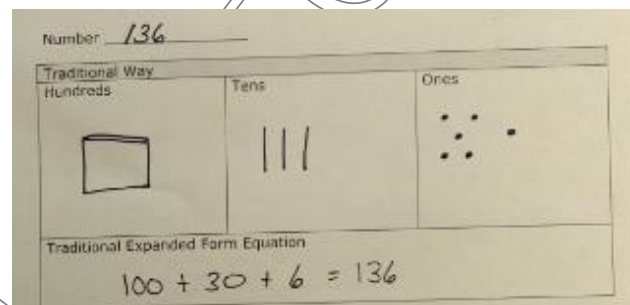 Number 136
Traditional Way
Hundreds Tens Ones
Traditional Expanded Form Equation
100 + 30 + 6 = 136